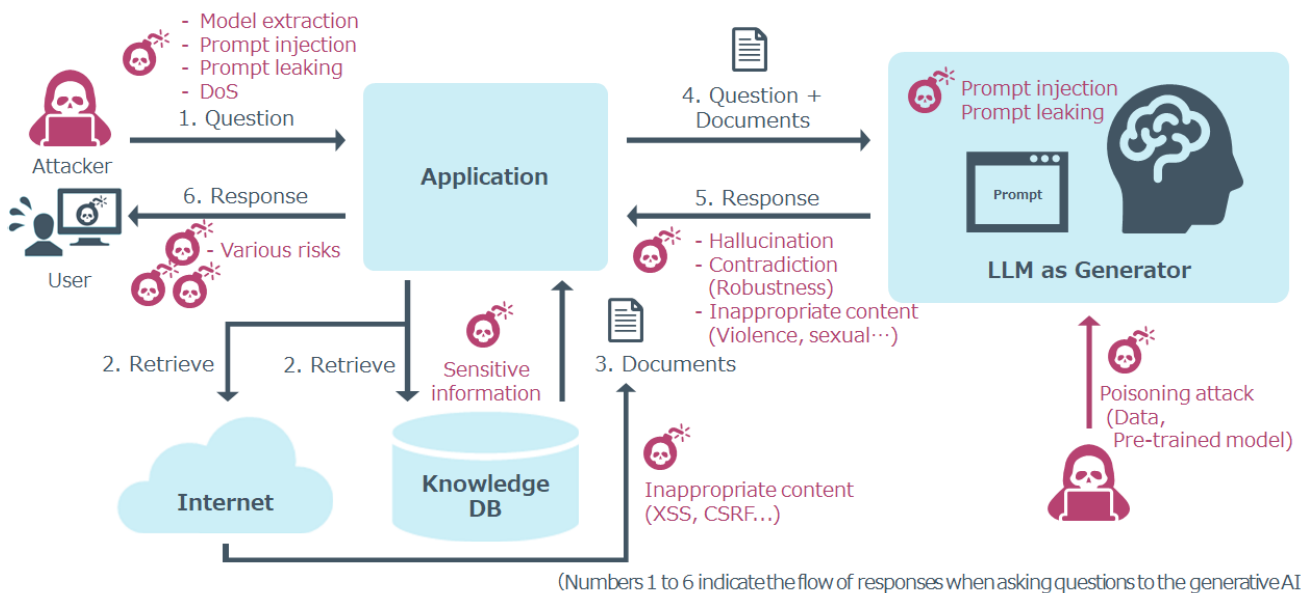 - Model extraction
- Prompt injection
- Prompt leaking
- DoS
1. Question
Attacker
6. Response
- Various risks
User
Application
4. Question +
Documents
5. Response
- Hallucination
- Contradiction
(Robustness)
- Inappropriate content
(Violence, sexual…)
Prompt injection
Prompt leaking
Prompt
LLM as Generator
2. Retrieve
2. Retrieve
Sensitive
information
3. Documents
Internet
Knowledge
DB
Inappropriate content
(XSS, CSRF...)
Poisoning attack
(Data,
Pre-trained model)
(Numbers 1 to 6 indicate the flow of responses when asking questions to the generative AI